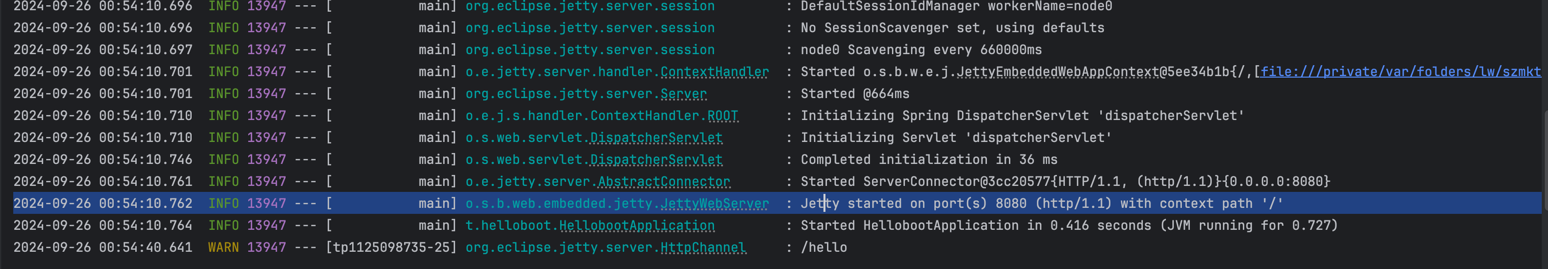 2024-09-26 00:54:10.696  INFO 13947 --- [           main] org.eclipse.jetty.server.session         : DefaultSessionIdManager workerName=node0
2024-09-26 00:54:10.696  INFO 13947 --- [           main] org.eclipse.jetty.server.session         : No SessionScavenger set, using defaults
2024-09-26 00:54:10.697  INFO 13947 --- [           main] org.eclipse.jetty.server.session         : node0 Scavenging every 660000ms
2024-09-26 00:54:10.701  INFO 13947 --- [           main] o.e.jetty.server.handler.ContextHandler  : Started o.s.b.w.e.j.JettyEmbeddedWebAppContext@5ee34b1b{/,[file:///private/var/folders/lw/szmkt
2024-09-26 00:54:10.701  INFO 13947 --- [           main] org.eclipse.jetty.server.Server          : Started @664ms
2024-09-26 00:54:10.710  INFO 13947 --- [           main] o.e.j.s.handler.ContextHandler.ROOT      : Initializing Spring DispatcherServlet 'dispatcherServlet'
2024-09-26 00:54:10.710  INFO 13947 --- [           main] o.s.web.servlet.DispatcherServlet        : Initializing Servlet 'dispatcherServlet'
2024-09-26 00:54:10.746  INFO 13947 --- [           main] o.s.web.servlet.DispatcherServlet        : Completed initialization in 36 ms
2024-09-26 00:54:10.761  INFO 13947 --- [           main] o.e.jetty.server.AbstractConnector       : Started ServerConnector@3cc20577{HTTP/1.1, (http/1.1)}{0.0.0.0:8080}
2024-09-26 00:54:10.762  INFO 13947 --- [           main] o.s.b.web.embedded.jetty.JettyWebServer  : Jetty started on port(s) 8080 (http/1.1) with context path '/'
2024-09-26 00:54:10.764  INFO 13947 --- [           main] t.helloboot.HellobootApplication         : Started HellobootApplication in 0.416 seconds (JVM running for 0.727)
2024-09-26 00:54:40.641  WARN 13947 --- [tp1125098735-25] org.eclipse.jetty.server.HttpChannel     : /hello